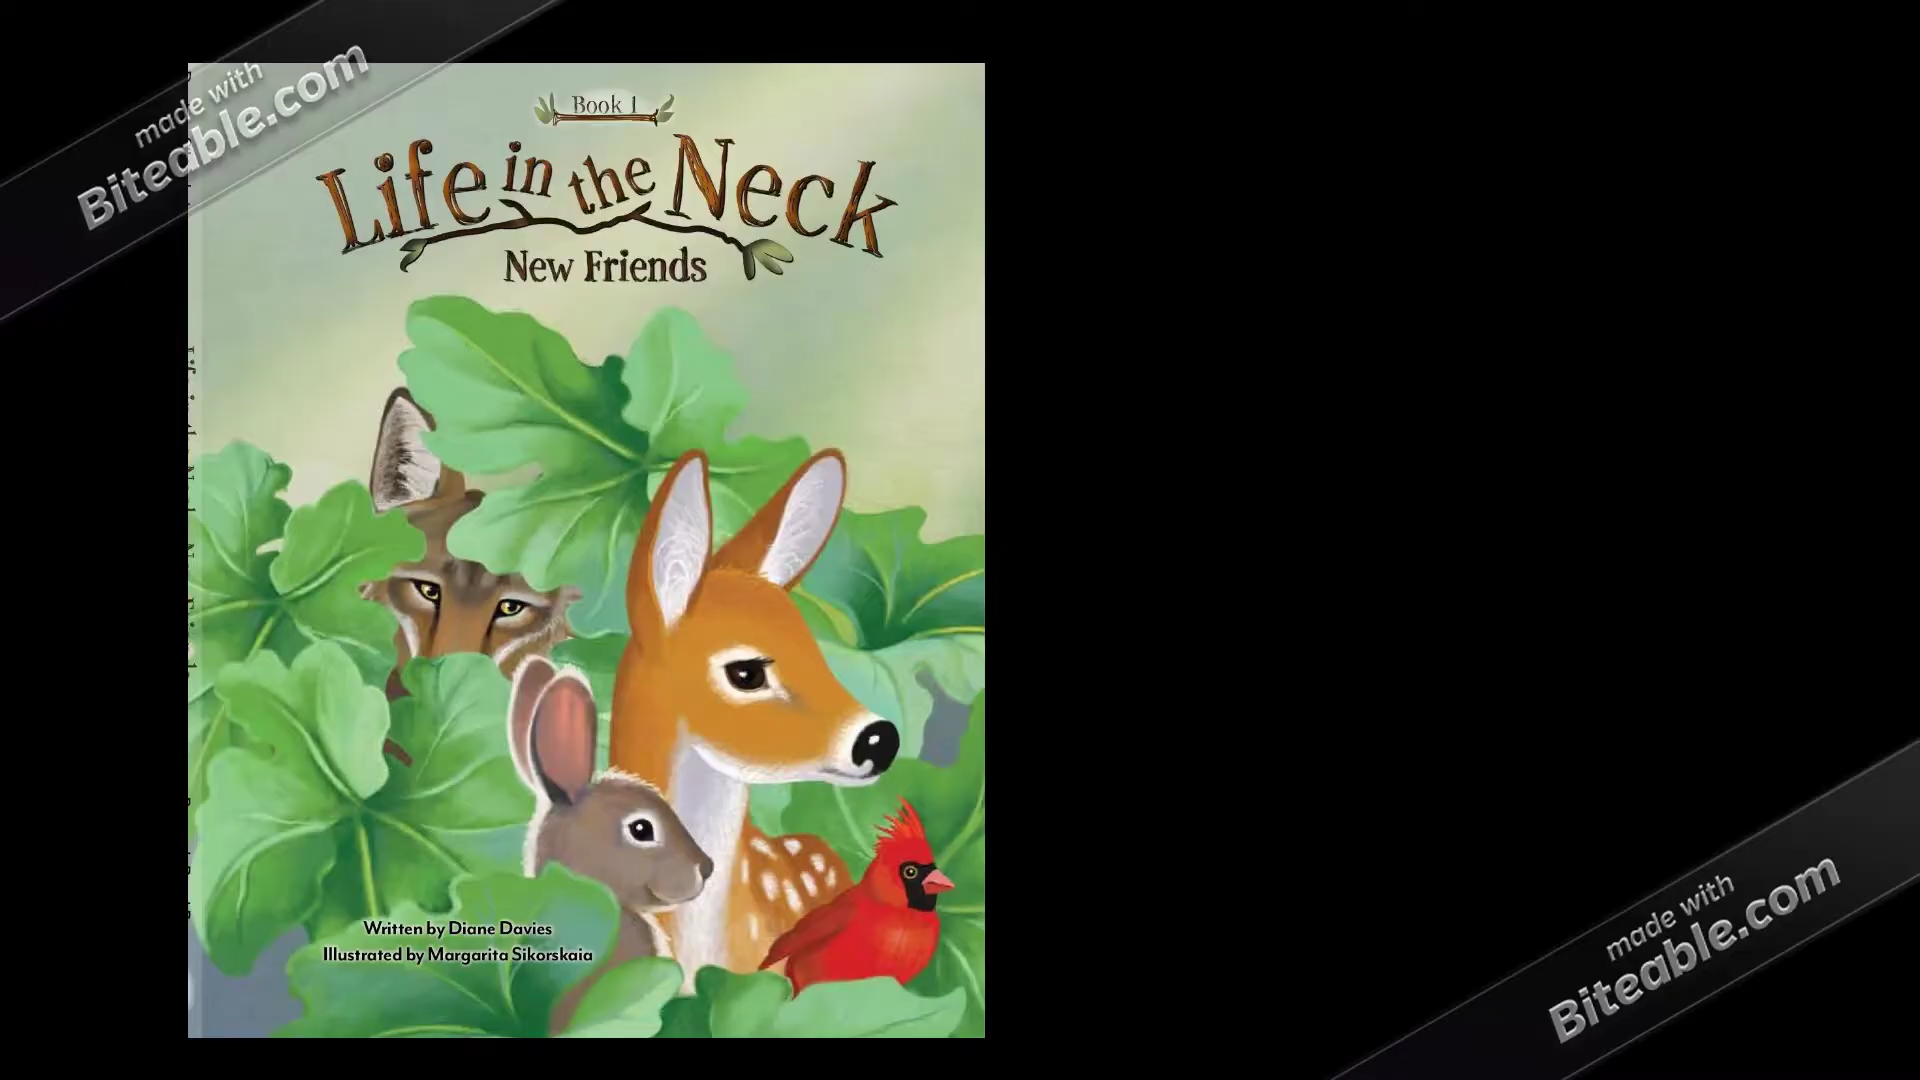 made with
Biteable.com
Book 1
Life in the Neck
New Friends
Written by Diane Davies
Illustrated by Margarita Sikorskaia
made with
Biteable.com